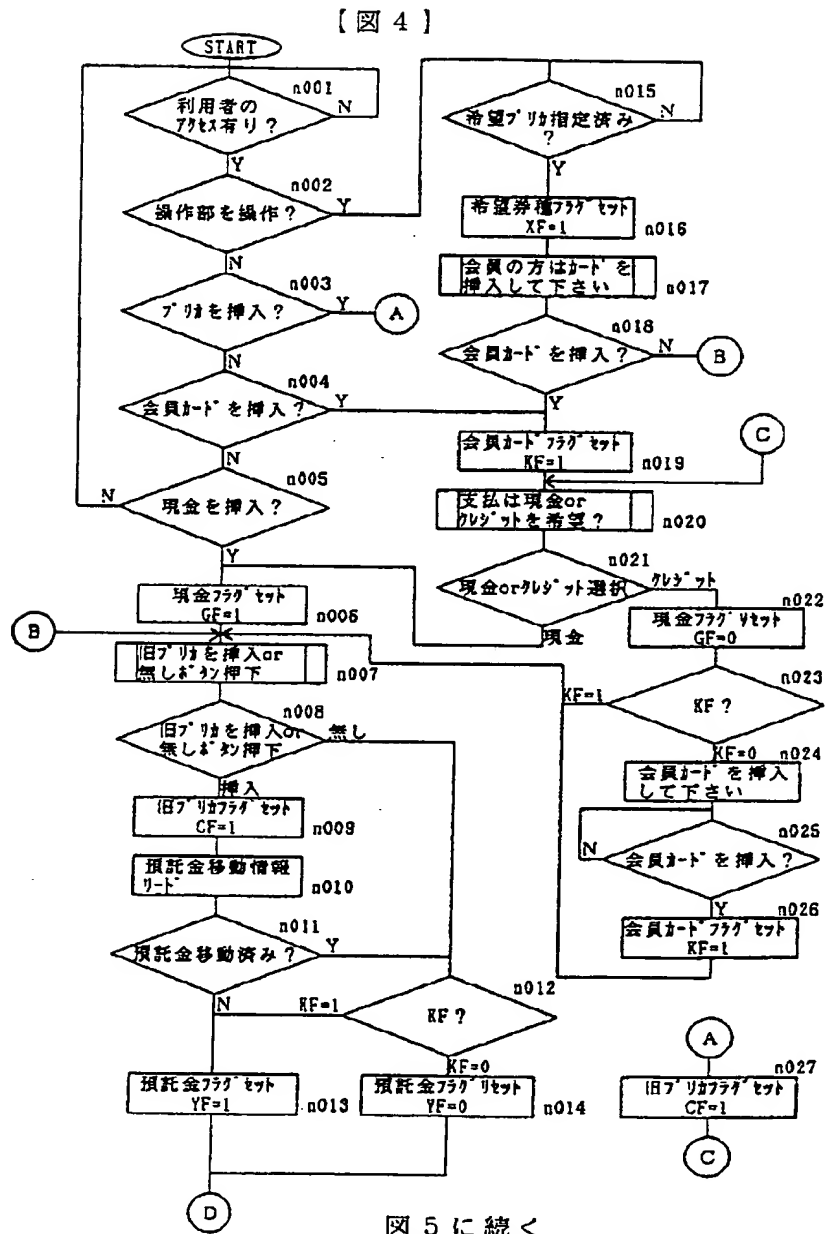 【図4】
START
n001
利用者の
アクセス有り?
N
Y
n002
操作部を操作?
Y
N
n003
プリカを挿入?
Y
A
N
n004
会員カードを挿入?
Y
N
n005
現金を挿入?
N
Y
現金フラグセット
GF=1
n006
B
旧プリカを挿入or
無しボタン押下
n007
n008
旧プリカを挿入or
無しボタン押下
無し
挿入
旧プリカフラグセット
CF=1
n009
預託金移動情報
リード
n010
n011
預託金移動済み?
Y
N
n012
KF?
KF=1
KF=0
預託金フラグセット
YF=1
n013
預託金フラグリセット
YF=0
n014
D
n015
希望プリカ指定済み
?
N
Y
希望券種フラグセット
XF=1
n016
会員の方はカードを
挿入して下さい
n017
n018
会員カードを挿入?
N
B
Y
会員カードフラグセット
KF=1
n019
C
支払は現金or
クレジットを希望?
n020
n021
現金orクレジット選択
クレジット
現金
n022
現金フラグリセット
GF=0
n023
KF?
KF=1
KF=0
n024
会員カードを挿入
して下さい
n025
会員カードを挿入?
N
Y
n026
会員カードフラグセット
KF=1
A
n027
旧プリカフラグセット
CF=1
C
図5に続く